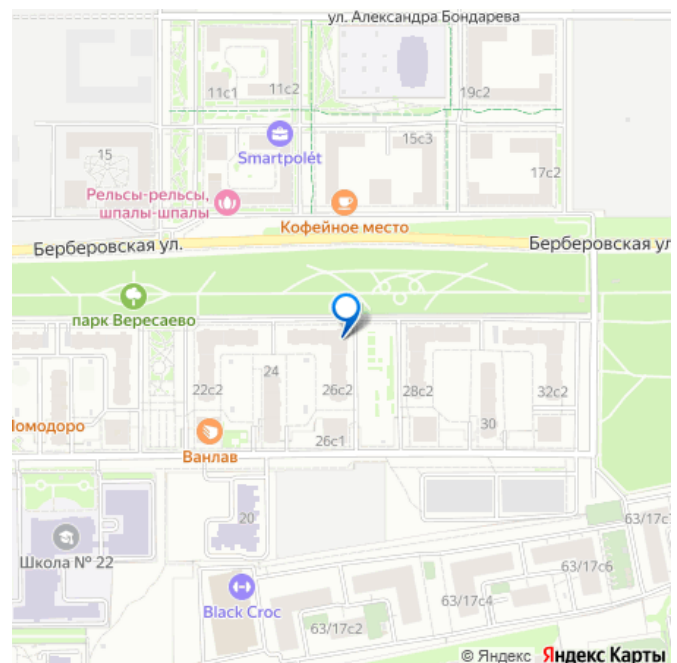 ул. Александра Бондарева
11с1
11с2
19с2
15с3
15
Smartpolét
17с2
Рельсы-рельсы,
шпалы-шпалы
Кофейное место
Берберовская ул.
Берберовская ул
парк Вересаево
24
22с2
26с2
28с2
32с2
Помодоро
30
26с1
Ванлав
20
63/17с
Школа № 22
63/17с6
Black Croc
63/17с4
63/17с2
© Яндекс Яндекс Карты